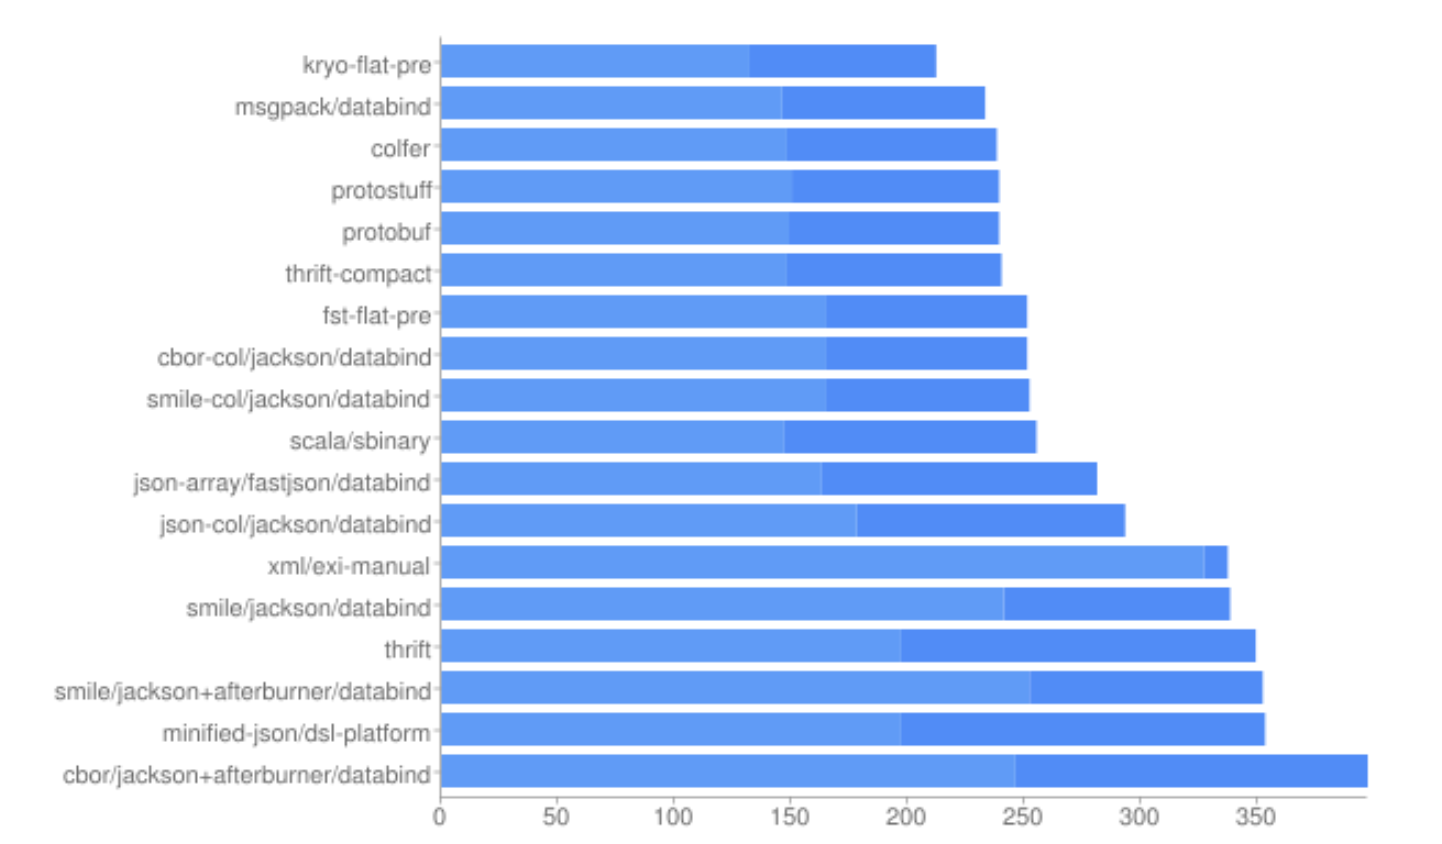 kryo-flat-pre
msgpack/databind
colfer
protostuff
protobuf
thrift-compact
fst-flat-pre
cbor-col/jackson/databind
smile-col/jackson/databind
scala/sbinary
json-array/fastjson/databind
json-col/jackson/databind
xml/exi-manual
smile/jackson/databind
thrift
smile/jackson+afterburner/databind
minified-json/dsl-platform
cbor/jackson+afterburner/databind
0 50 100 150 200 250 300 350